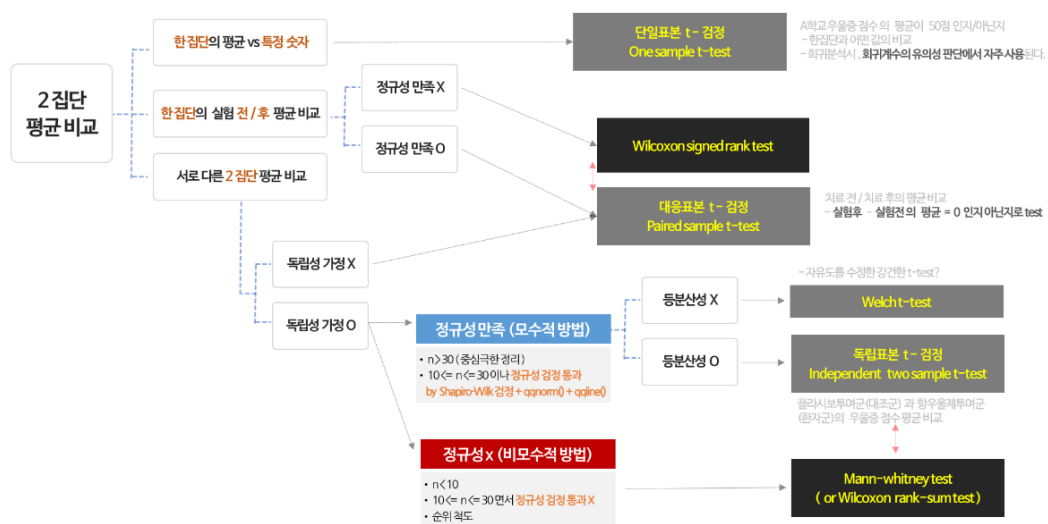 2 집단
평균 비교
한 집단의 평균 vs 특정 숫자
한 집단의 실험 전 / 후 평균 비교
서로 다른 2 집단 평균 비교
정규성 만족 X
정규성 만족 O
단일표본 t - 검정
One sample t-test
A학교 우울증 점수의 평균이 50점 인지/아닌지
- 한집단과 어떤 값의 비교
- 회귀분석시, 회귀계수의 유의성 판단에서 자주 사용된다.
Wilcoxon signed rank test
대응표본 t - 검정
Paired sample t-test
치료 전 / 치료 후의 평균 비교
- 실험후 - 실험전의 평균 = 0 인지 아닌지로 test
독립성 가정 X
독립성 가정 O
정규성 만족 (모수적 방법)
• n>30 (중심극한 정리)
• 10<= n<=30이나 정규성 검정 통과
by Shapiro-Wilk 검정 + qqnorm() + qqline()
등분산성 X
등분산성 O
- 자유도를 수정한 강건한 t-test?
Welch t-test
독립표본 t - 검정
Independent two sample t-test
플라시보투여군(대조군) 과 항우울제투여군
(환자군)의 우울증 점수 평균 비교
정규성 x (비모수적 방법)
• n<10
• 10<= n<=30 면서 정규성 검정 통과 X
• 순위 척도
Mann-whitney test
( or Wilcoxon rank-sum test )